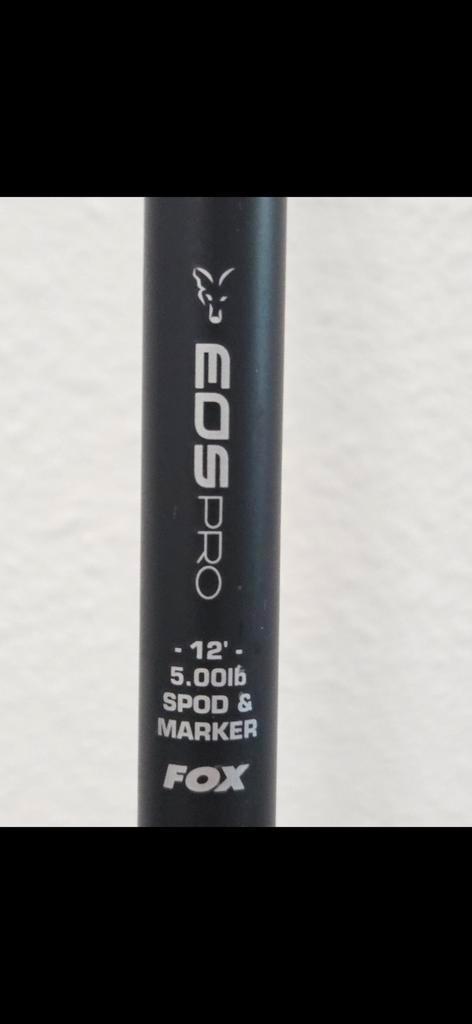 EOS PRO
- 12' -
5.00lb
SPOD &
MARKER
FOX